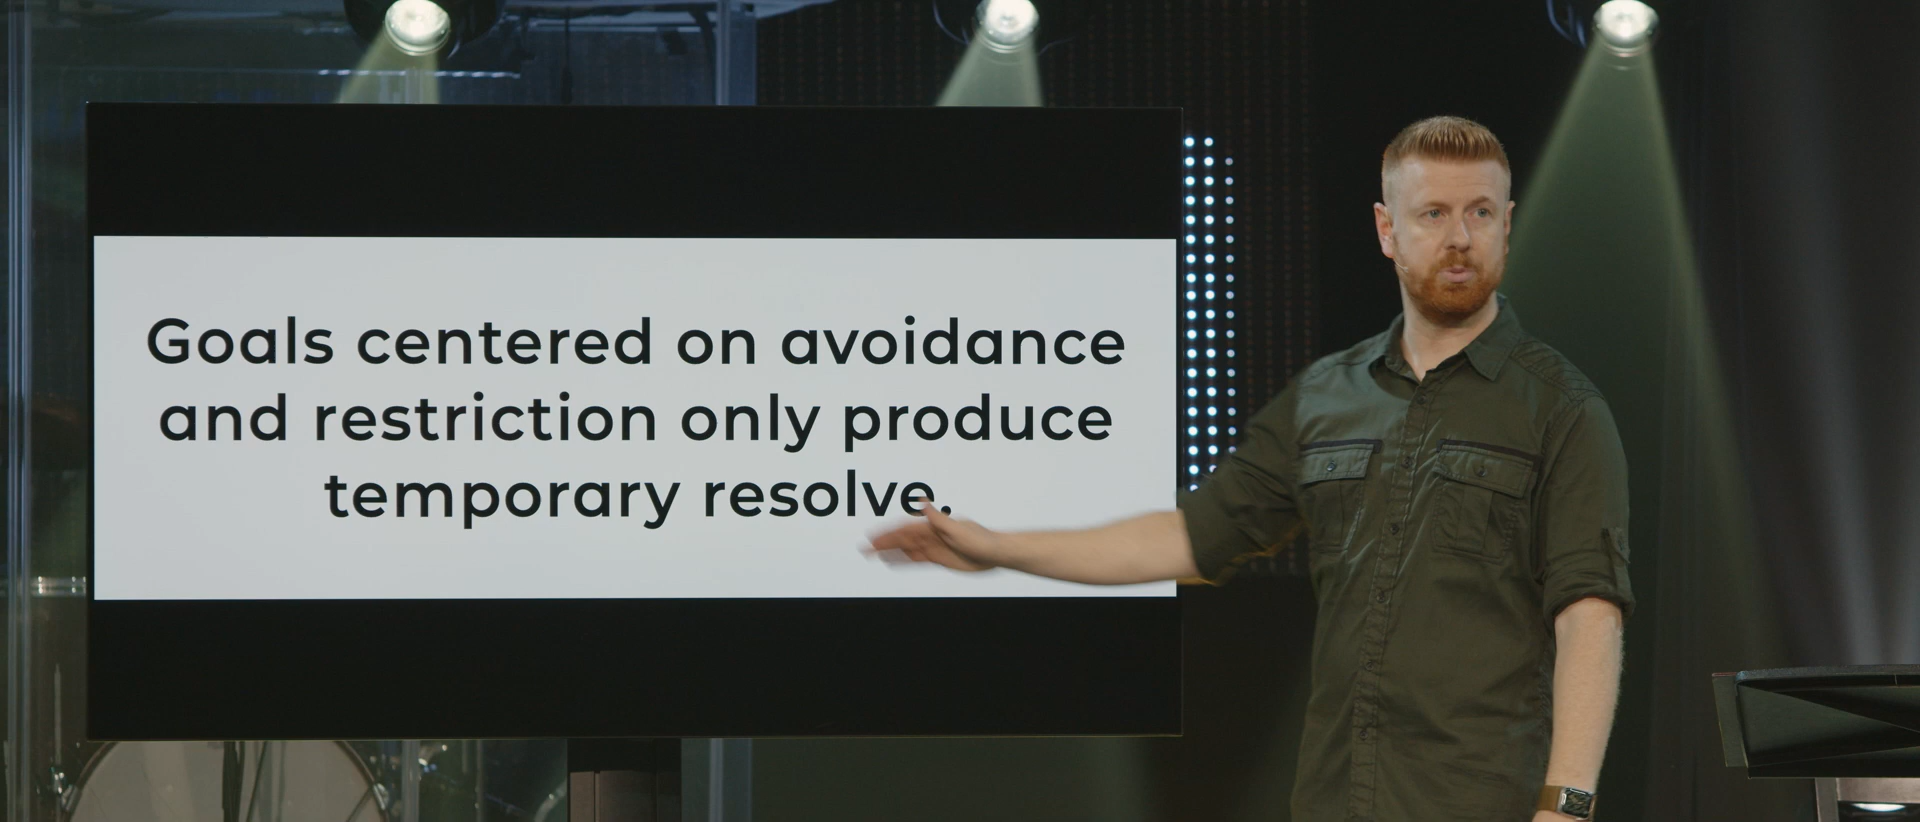 Goals centered on avoidance
and restriction only produce
temporary resolve.